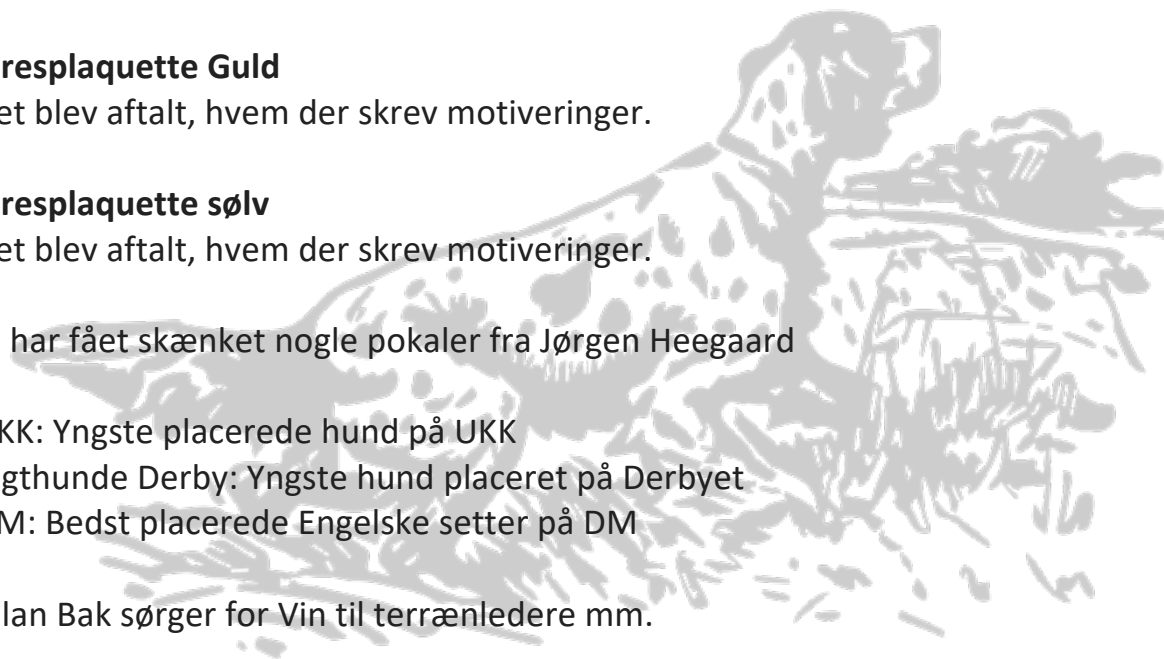 resplaquette Guld
et blev aftalt, hvem der skrev motiveringer.
resplaquette sølv
et blev aftalt, hvem der skrev motiveringer.
har fået skænket nogle pokaler fra Jørgen Heegaard
KK: Yngste placerede hund på UKK
gthunde Derby: Yngste hund placeret på Derbyet
M: Bedst placerede Engelske setter på DM
lan Bak sørger for Vin til terrænledere mm.